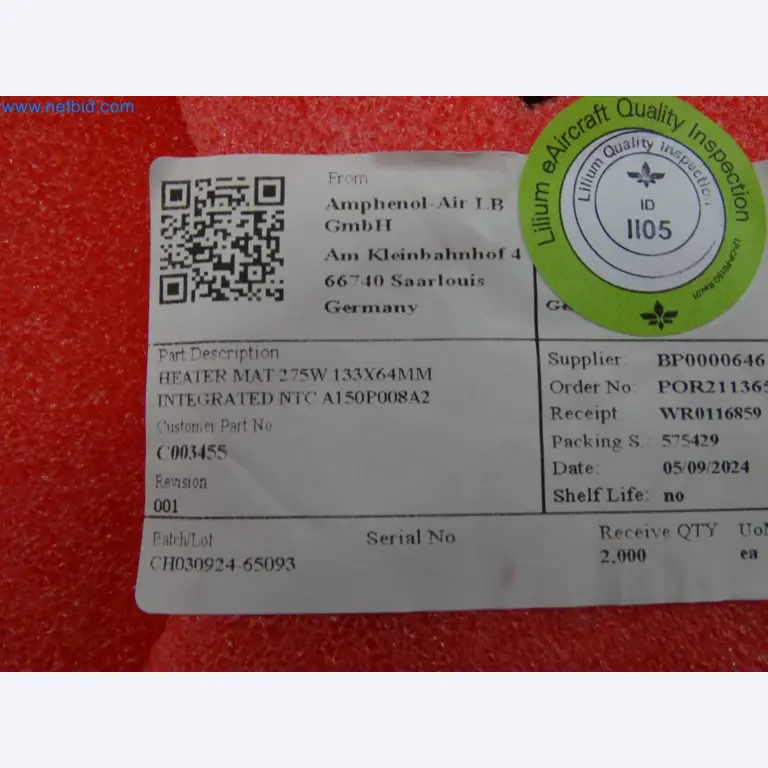 www.netbid.com
From
Amphenol-Air LB
GmbH
Am Kleinbahnhof 4
66740 Saarlouis
Germany
Ge
Lilium eAircraft Quality Inspection
Lilium Quality Inspection
ID
1105
Part Description
HEATER MAT 275W 133X64MM
INTEGRATED NTC A150P008A2
Customer Part No
C003455
Revision
001
Supplier: BP0000646
Order No: POR211365
Receipt: WR0116859
Packing S.: 575429
Date: 05/09/2024
Shelf Life: no
Batch/Lot
CH030924-65093
Serial No
Receive QTY
2,000
UoM
ea